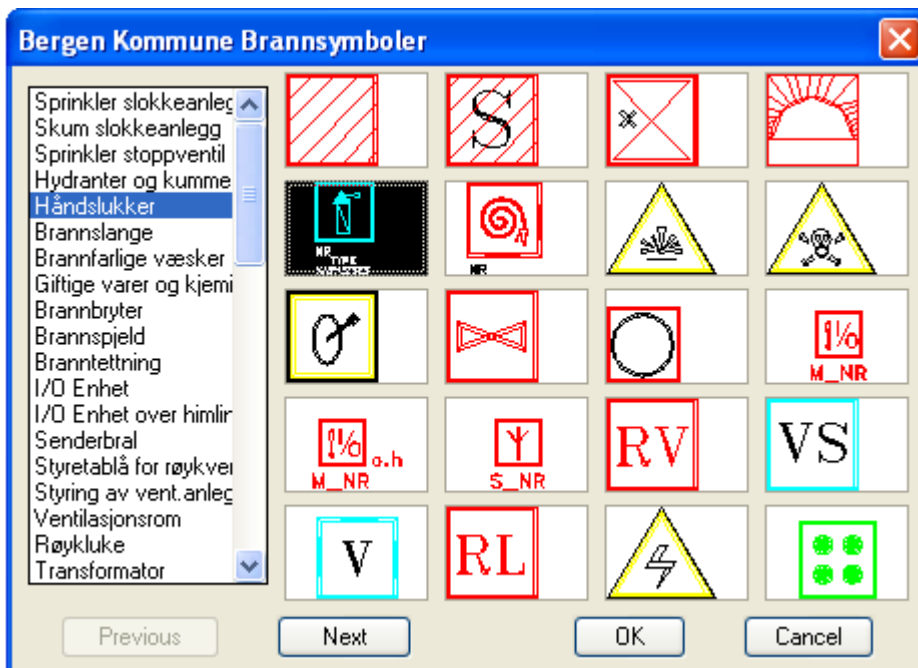 Bergen Kommune Brannsymboler
Sprinkler slokkeanleg
Skum slokkeanlegg
Sprinkler stoppventil
Hydranter og kumme
Håndslukker
Brannslange
Brannfarlige væsker
Giftige varer og kjemi
Brannbryter
Brannspjeld
Branntettning
I/O Enhet
I/O Enhet over himlin
Senderbral
Styretablå for røykver
Styring av vent.anleg
Ventilasjonsrom
Røykluke
Transformator
S
NR
TYPE
NR
M_NR
a.h
M_NR
S_NR
RV
VS
V
RL
Previous
Next
OK
Cancel